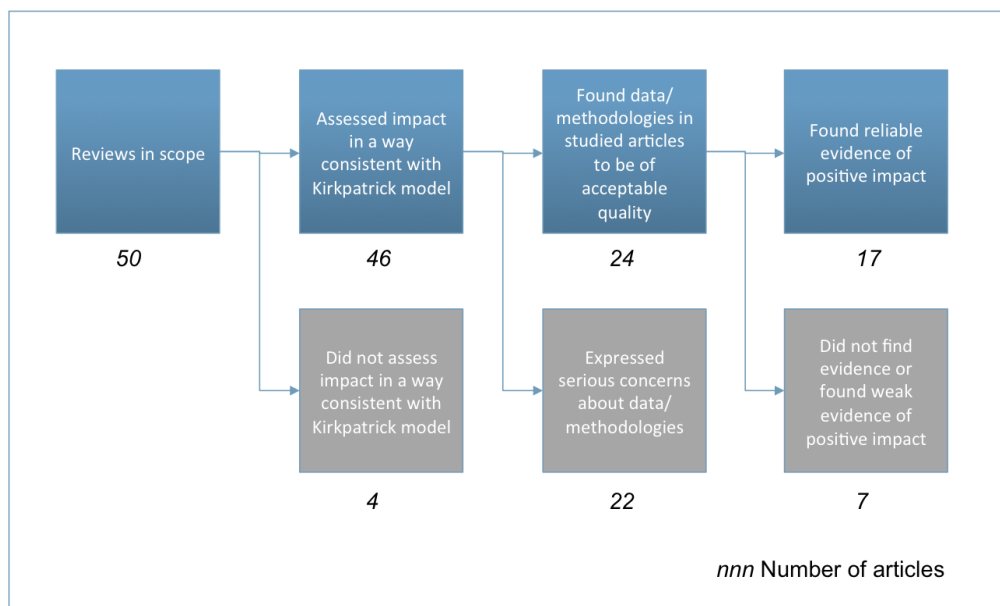 Reviews in scope
50
Assessed impact
in a way
consistent with
Kirkpatrick model
46
Found data/
methodologies in
studied articles
to be of
acceptable
quality
24
Found reliable
evidence of
positive impact
17
Did not assess
impact in a way
consistent with
Kirkpatrick model
4
Expressed
serious concerns
about data/
methodologies
22
Did not find
evidence or
found weak
evidence of
positive impact
7
nnn Number of articles